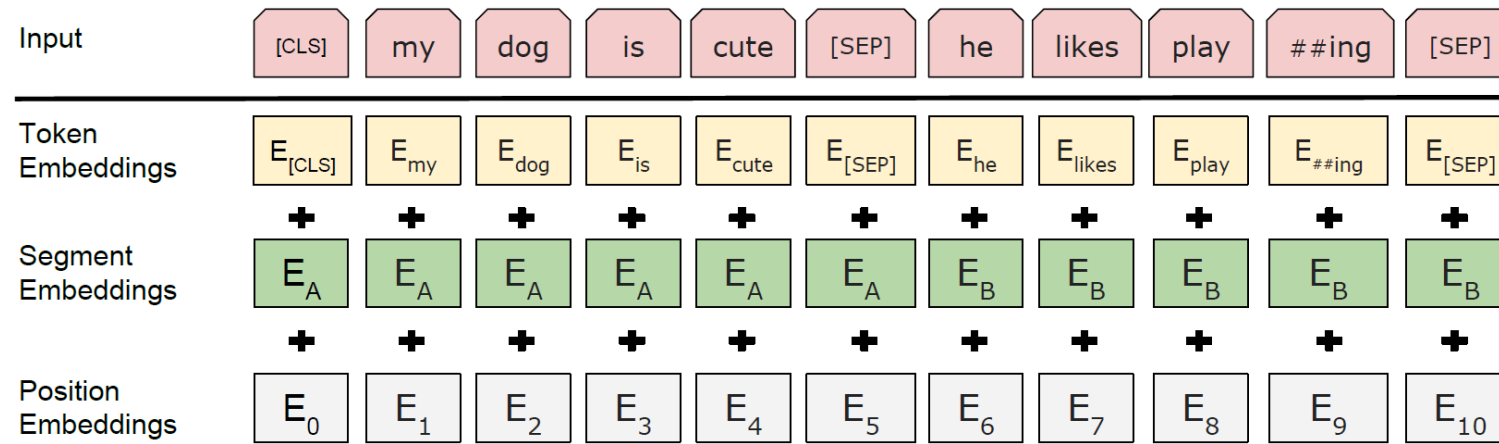 Input [CLS] my dog is cute [SEP] he likes play ##ing [SEP]
Token Embeddings E[CLS] Emy Edog Eis Ecute E[SEP] Ehe Elikes Eplay E##ing E[SEP]
+ + + + + + + + + + +
Segment Embeddings EA EA EA EA EA EA EB EB EB EB EB
+ + + + + + + + + + +
Position Embeddings E0 E1 E2 E3 E4 E5 E6 E7 E8 E9 E10